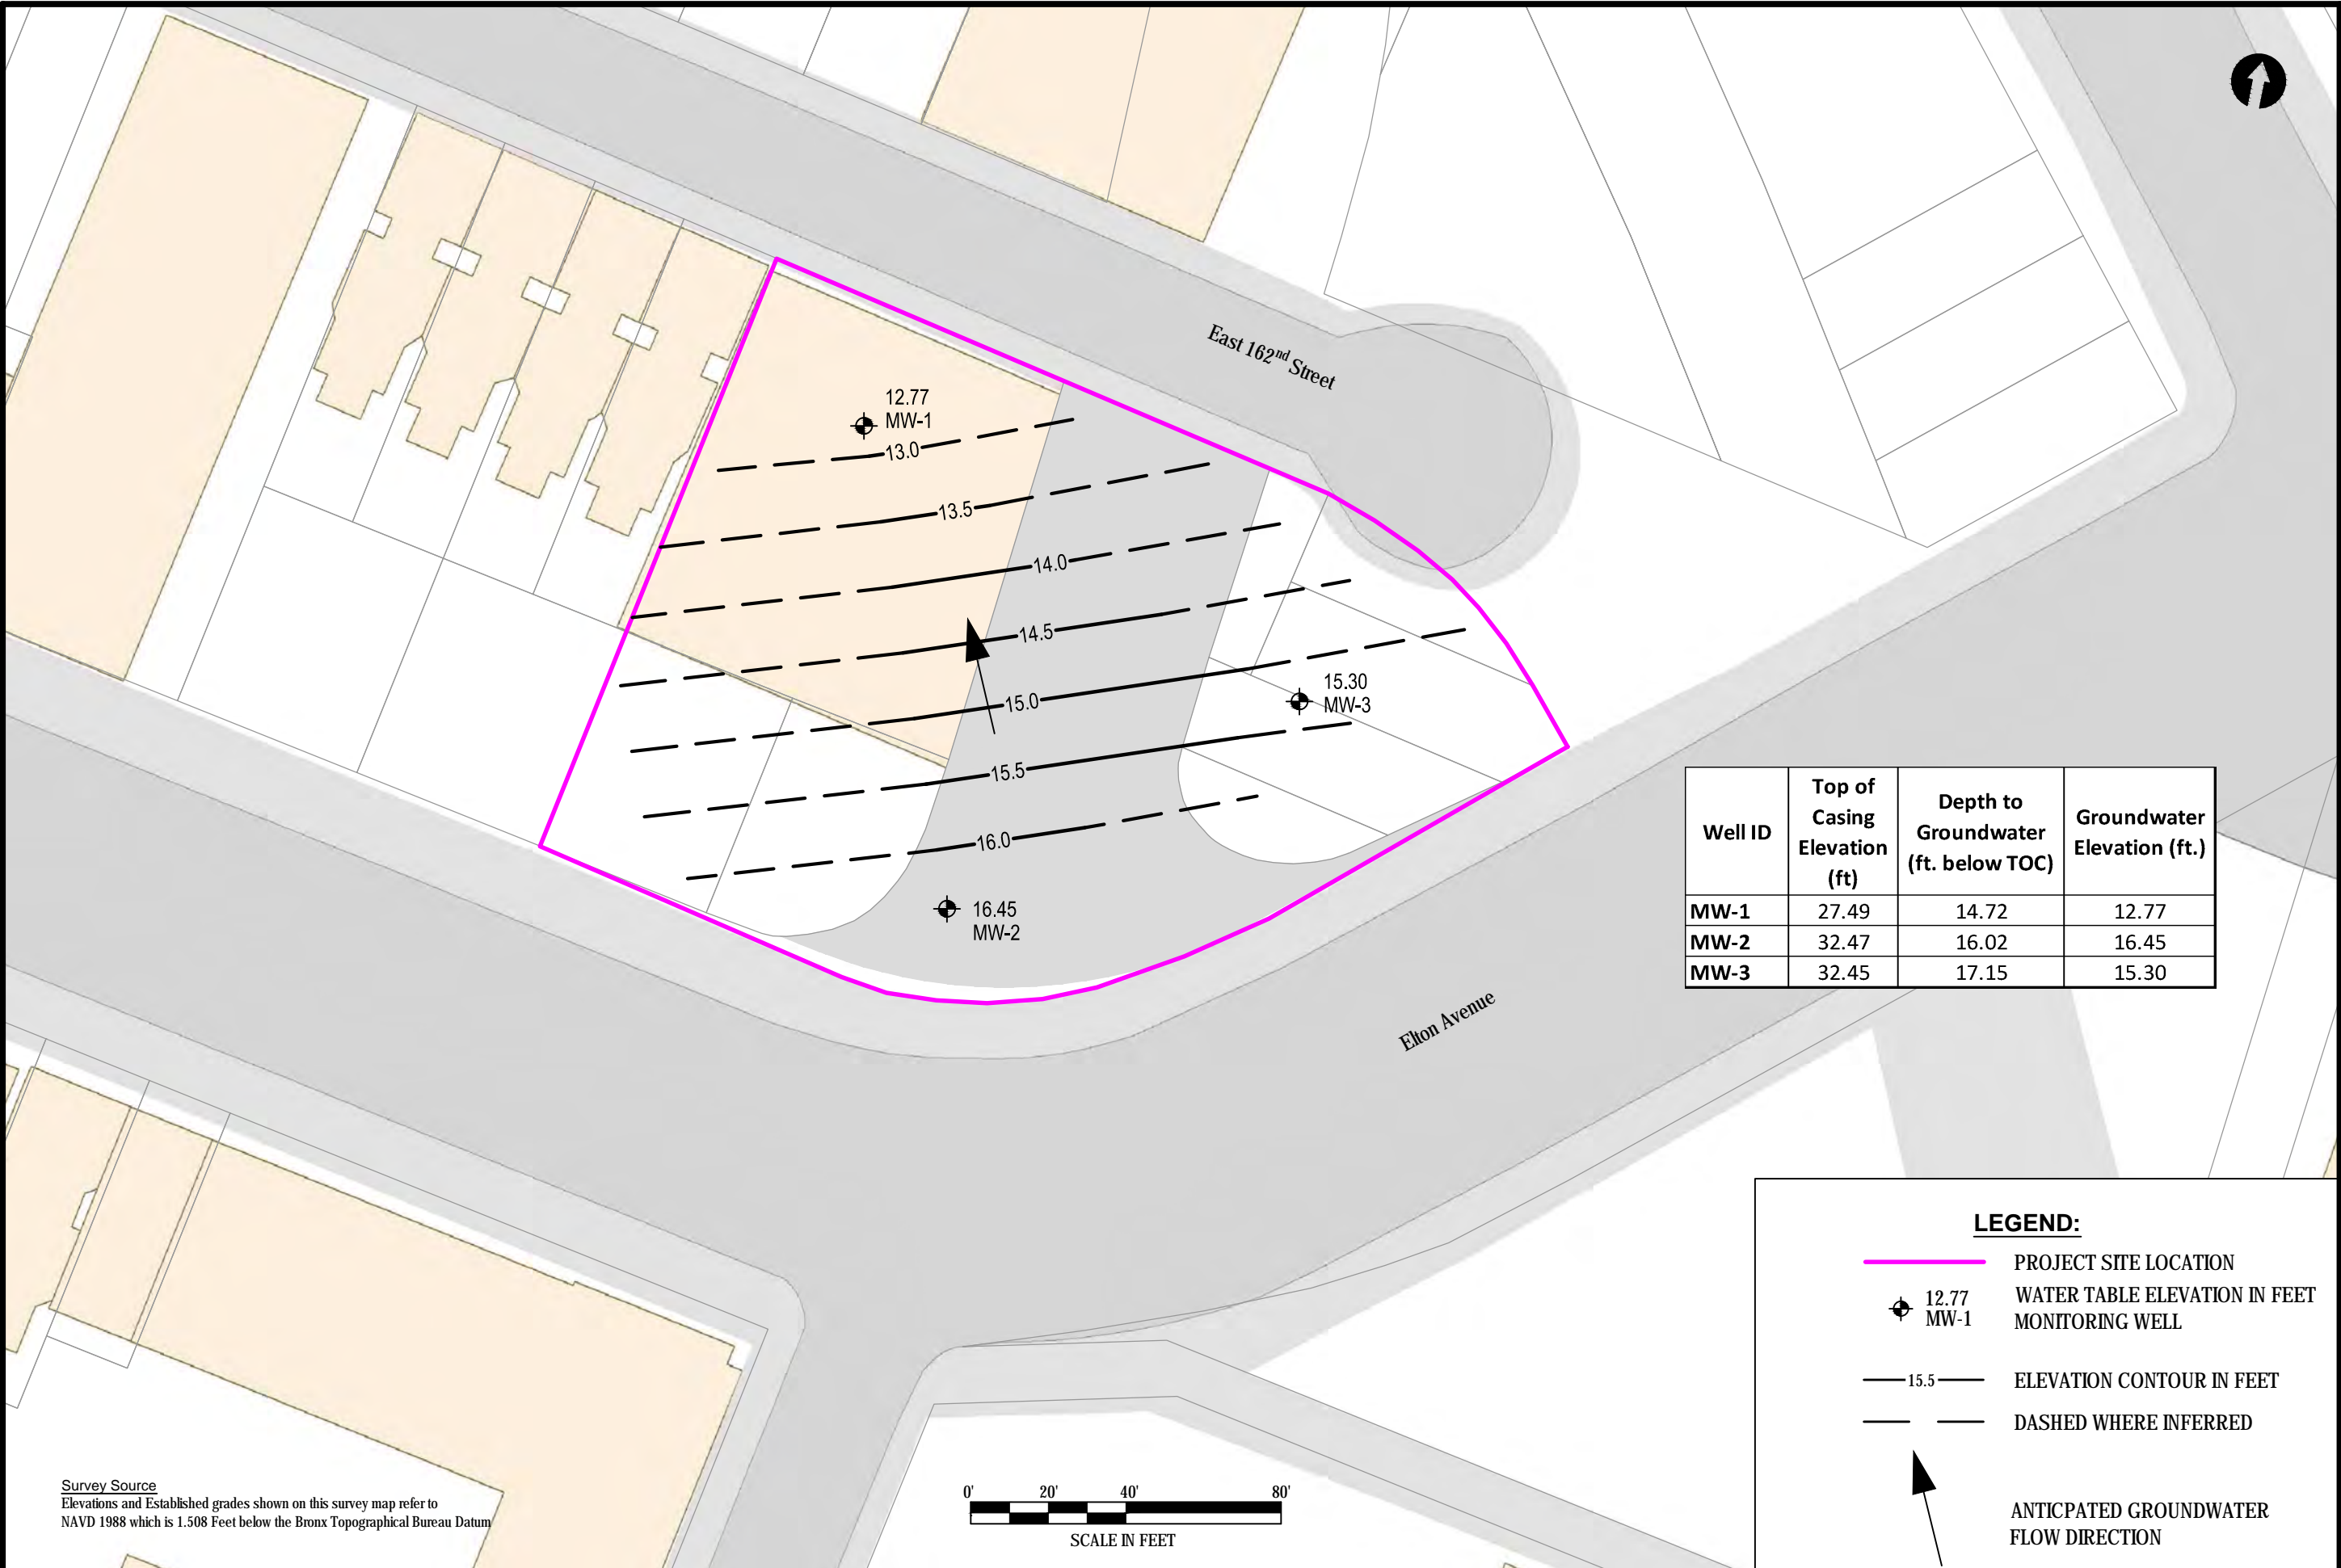 East 162nd Street
12.77
MW-1
13.0
13.5
14.0
14.5
15.0
15.30
MW-3
15.5
16.0
16.45
MW-2
Elton Avenue
Well ID
Top of
Casing
Elevation
(ft)
Depth to
Groundwater
(ft. below TOC)
Groundwater
Elevation (ft.)
MW-1 27.49 14.72 12.77
MW-2 32.47 16.02 16.45
MW-3 32.45 17.15 15.30
LEGEND:
PROJECT SITE LOCATION
12.77
MW-1
WATER TABLE ELEVATION IN FEET
MONITORING WELL
15.5
ELEVATION CONTOUR IN FEET
DASHED WHERE INFERRED
ANTICPATED GROUNDWATER
FLOW DIRECTION
Survey Source
Elevations and Established grades shown on this survey map refer to
NAVD 1988 which is 1.508 Feet below the Bronx Topographical Bureau Datum
0' 20' 40' 80'
SCALE IN FEET